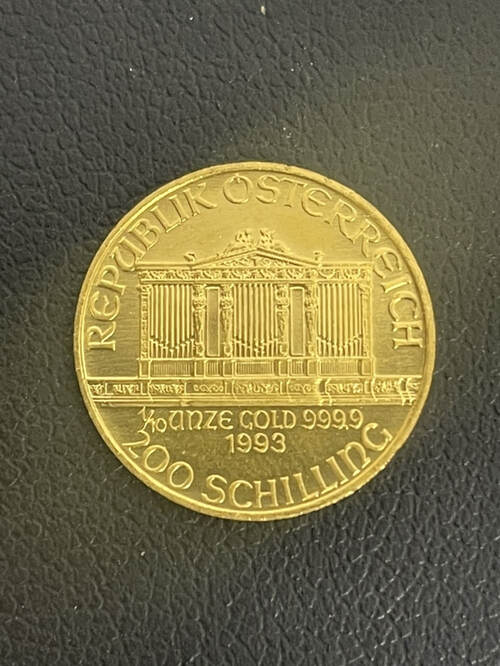 REPUBLIK ÖSTERREICH
1/10 UNZE GOLD 999.9
1993
200 SCHILLING